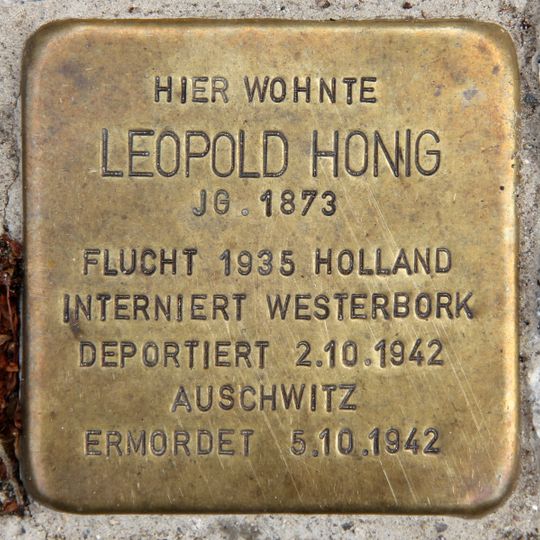 HIER WOHNTE
LEOPOLD HONIG
JG. 1873
FLUCHT 1935 HOLLAND
INTERNIERT WESTERBORK
DEPORTIERT 2.10.1942
AUSCHWITZ
ERMORDET 5.10.1942